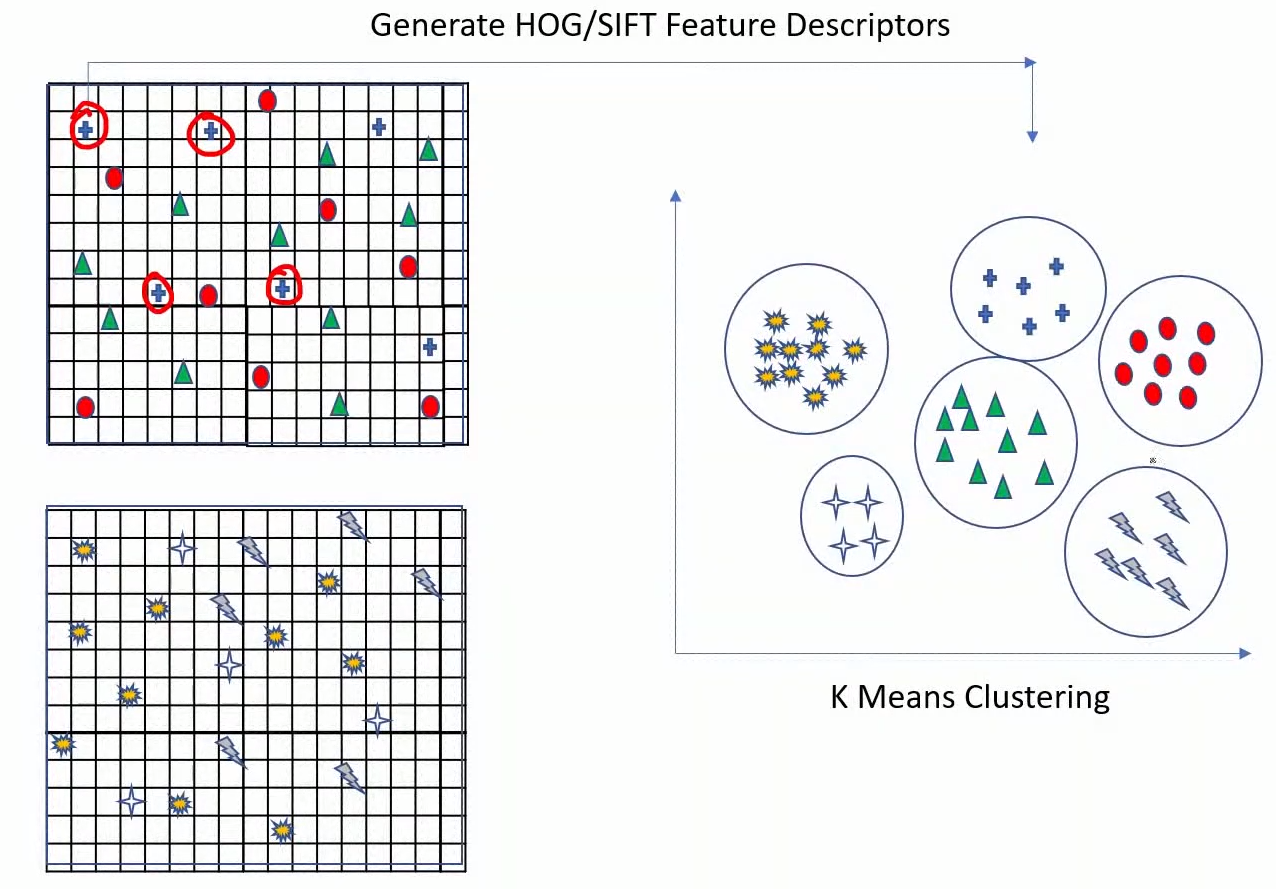 Generate HOG/SIFT Feature Descriptors
K Means Clustering